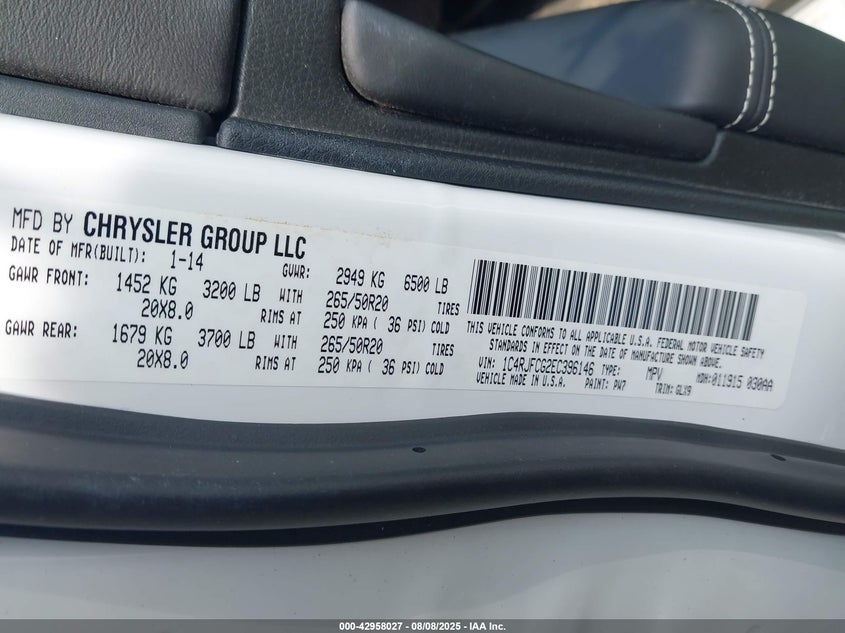 MFD BY CHRYSLER GROUP LLC
DATE OF MFR(BUILT): 1-14 GVWR: 2949 KG 6500 LB
GAWR FRONT: 1452 KG 3200 LB WITH 265/50R20 TIRES
20X8.0 RIMS AT 250 KPA ( 36 PSI) COLD
GAWR REAR: 1679 KG 3700 LB WITH 265/50R20 TIRES
20X8.0 RIMS AT 250 KPA ( 36 PSI) COLD
THIS VEHICLE CONFORMS TO ALL APPLICABLE U.S.A. FEDERAL MOTOR VEHICLE SAFETY
STANDARDS IN EFFECT ON THE DATE OF MANUFACTURE SHOWN ABOVE.
VIN: 1C4RJFCG2EC396146 TYPE: MPV MDH:011915 030AA
VEHICLE MADE IN U.S.A. PAINT: PW7 TRIM: GLX9
000-42958027 - 08/08/2025 - IAA Inc.